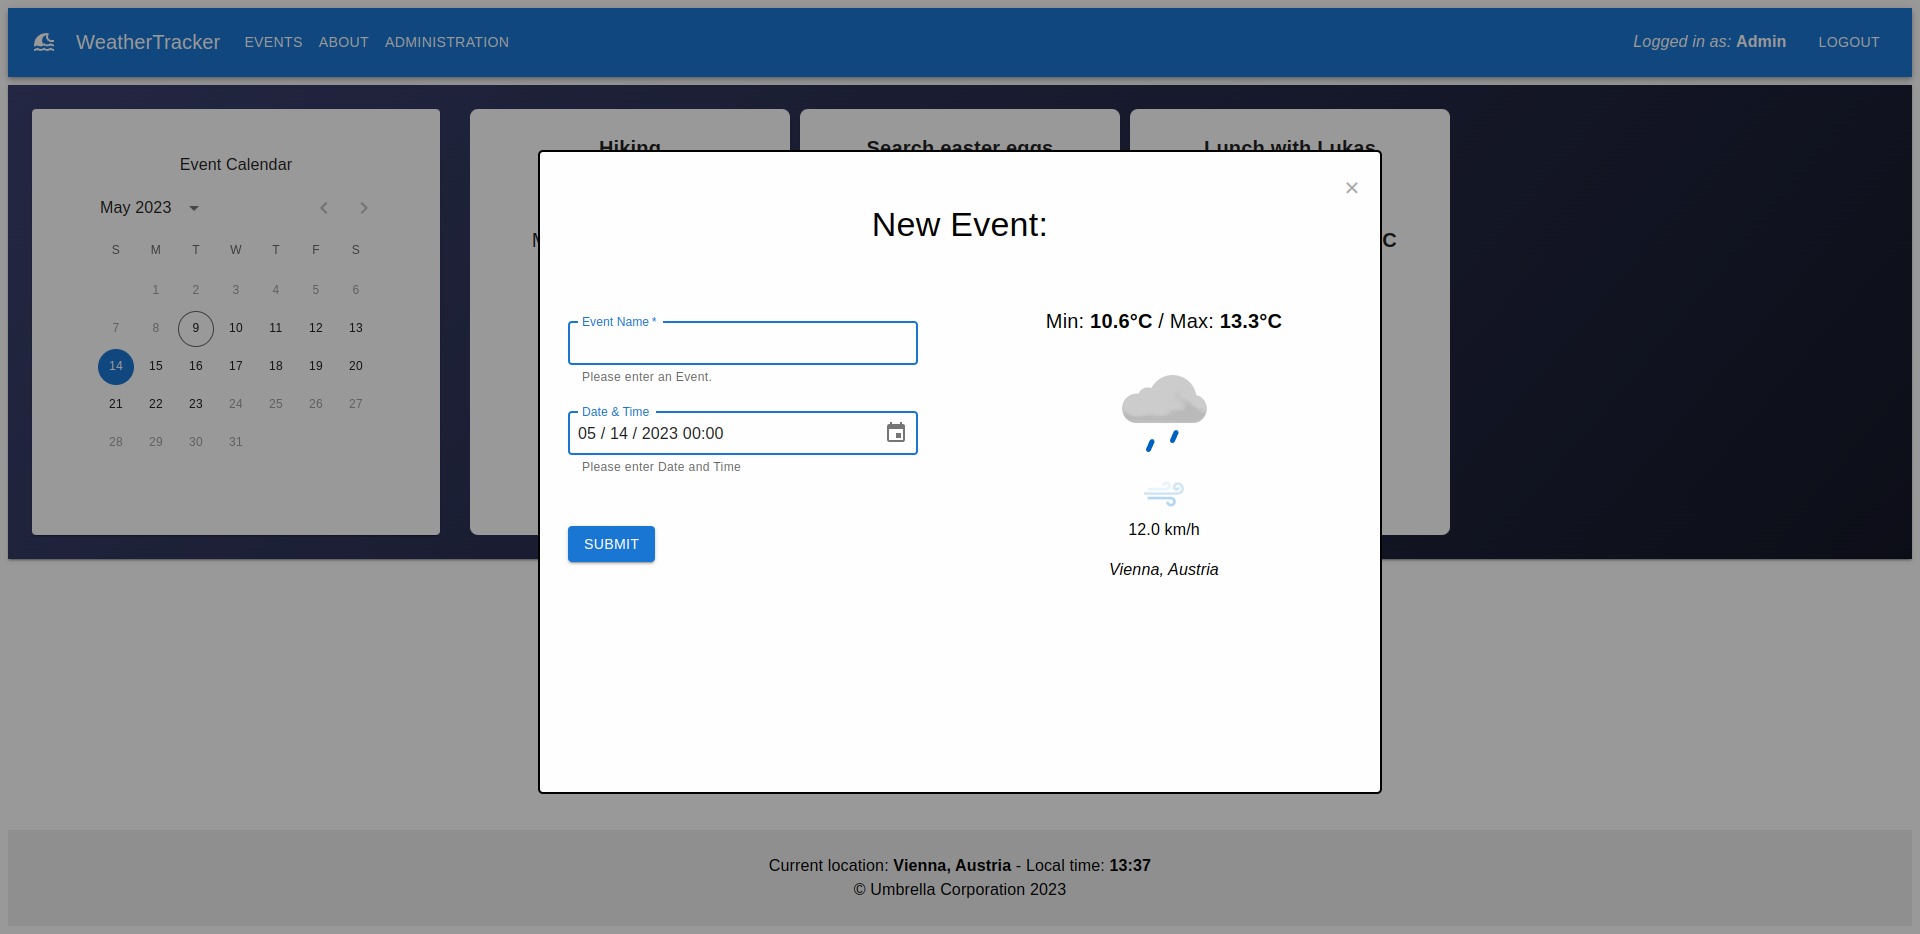 WeatherTracker EVENTS ABOUT ADMINISTRATION Logged in as: Admin LOGOUT
Event Calendar
May 2023
S M T W T F S
1 2 3 4 5 6
7 8 9 10 11 12 13
14 15 16 17 18 19 20
21 22 23 24 25 26 27
28 29 30 31
Hiking
Search easter eggs
Lunch with Lukas
C
×
New Event:
Event Name *
Please enter an Event.
Date & Time
05 / 14 / 2023 00:00
Please enter Date and Time
SUBMIT
Min: 10.6°C / Max: 13.3°C
12.0 km/h
Vienna, Austria
Current location: Vienna, Austria - Local time: 13:37
© Umbrella Corporation 2023